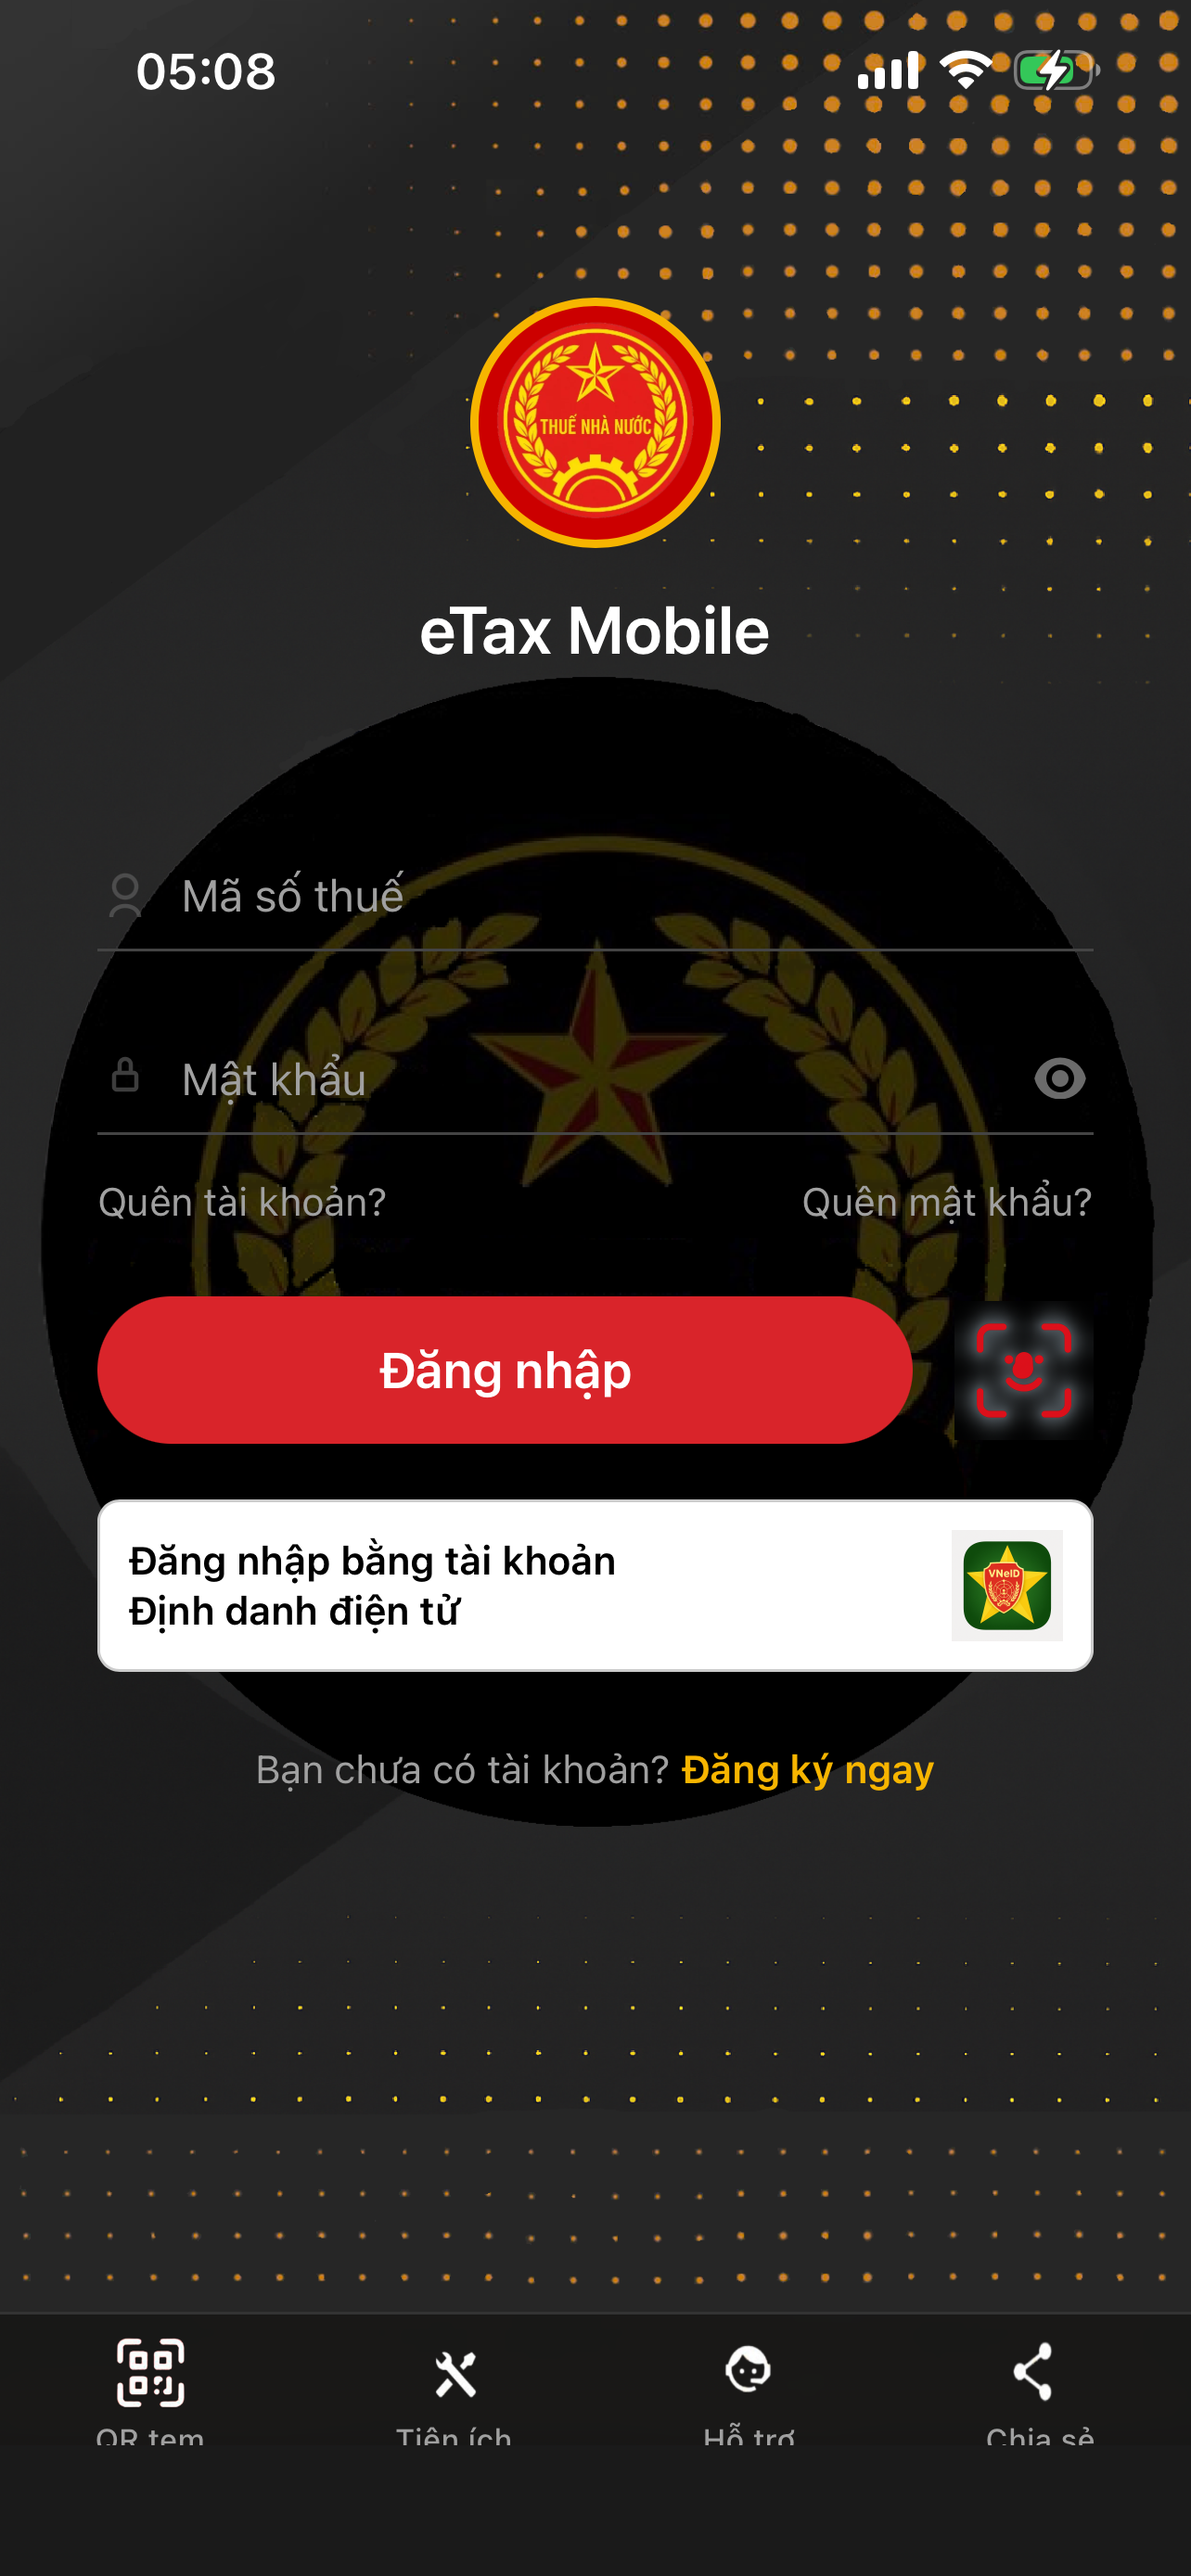 05:08
THUẾ NHÀ NƯỚC
eTax Mobile
Mã số thuế
Mật khẩu
Quên tài khoản? Quên mật khẩu?
Đăng nhập
Đăng nhập bằng tài khoản
Định danh điện tử
VNeID
Bạn chưa có tài khoản? Đăng ký ngay
QR tem Tiện ích Hỗ trợ Chia sẻ